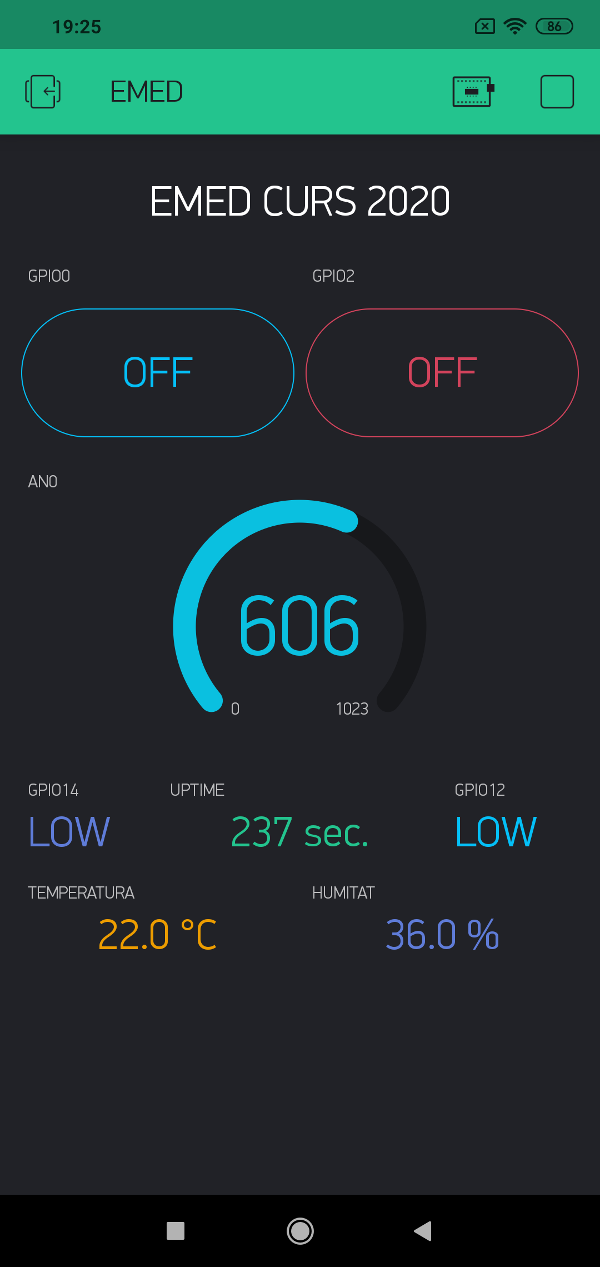 19:25
86
EMED
EMED CURS 2020
GPIO0 GPIO2
OFF OFF
AN0
606
0 1023
GPIO14 UPTIME GPIO12
LOW 237 sec. LOW
TEMPERATURA HUMITAT
22.0 °C 36.0 %